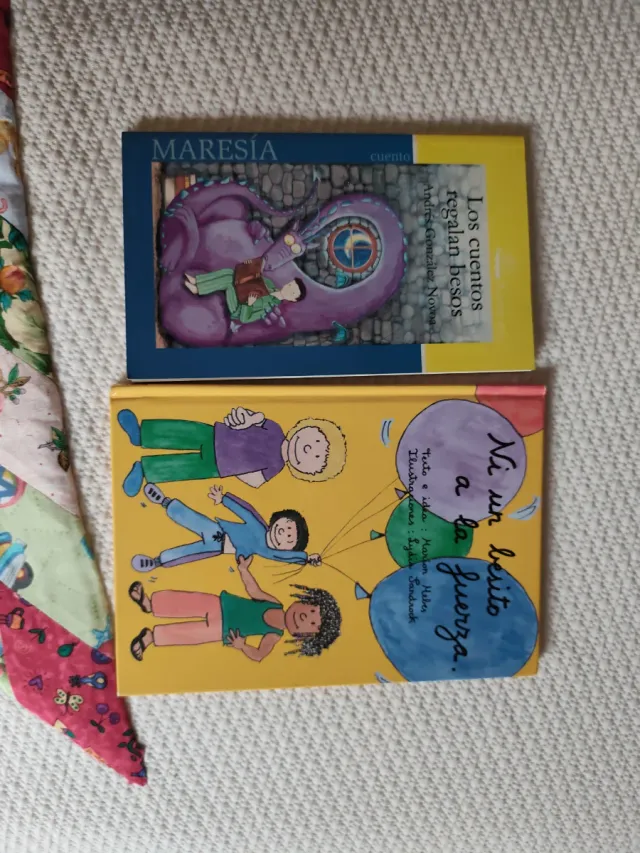 MARESÍA
cuento
Los cuentos
regalan besos
Andrés González Novoa
Ni un besito
a la fuerza.
Texto e idea : Marion Mebes
Ilustraciones : Lydia Sandrock